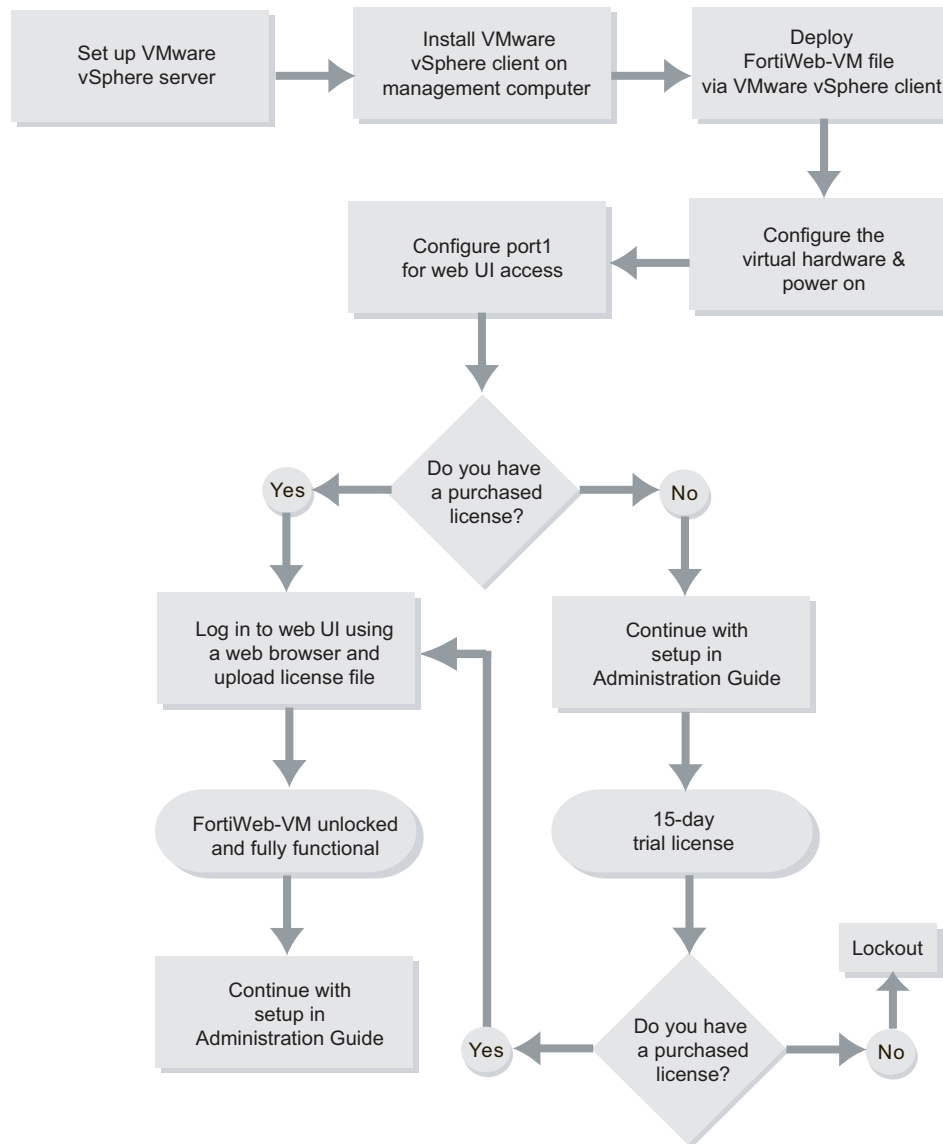 Set up VMware
vSphere server
Install VMware
vSphere client on
management computer
Deploy
FortiWeb-VM file
via VMware vSphere client
Configure the
virtual hardware &
power on
Configure port1
for web UI access
Do you have
a purchased
license?
Yes
No
Log in to web UI using
a web browser and
upload license file
Continue with
setup in
Administration Guide
FortiWeb-VM unlocked
and fully functional
15-day
trial license
Continue with
setup in
Administration Guide
Do you have
a purchased
license?
Yes
No
Lockout